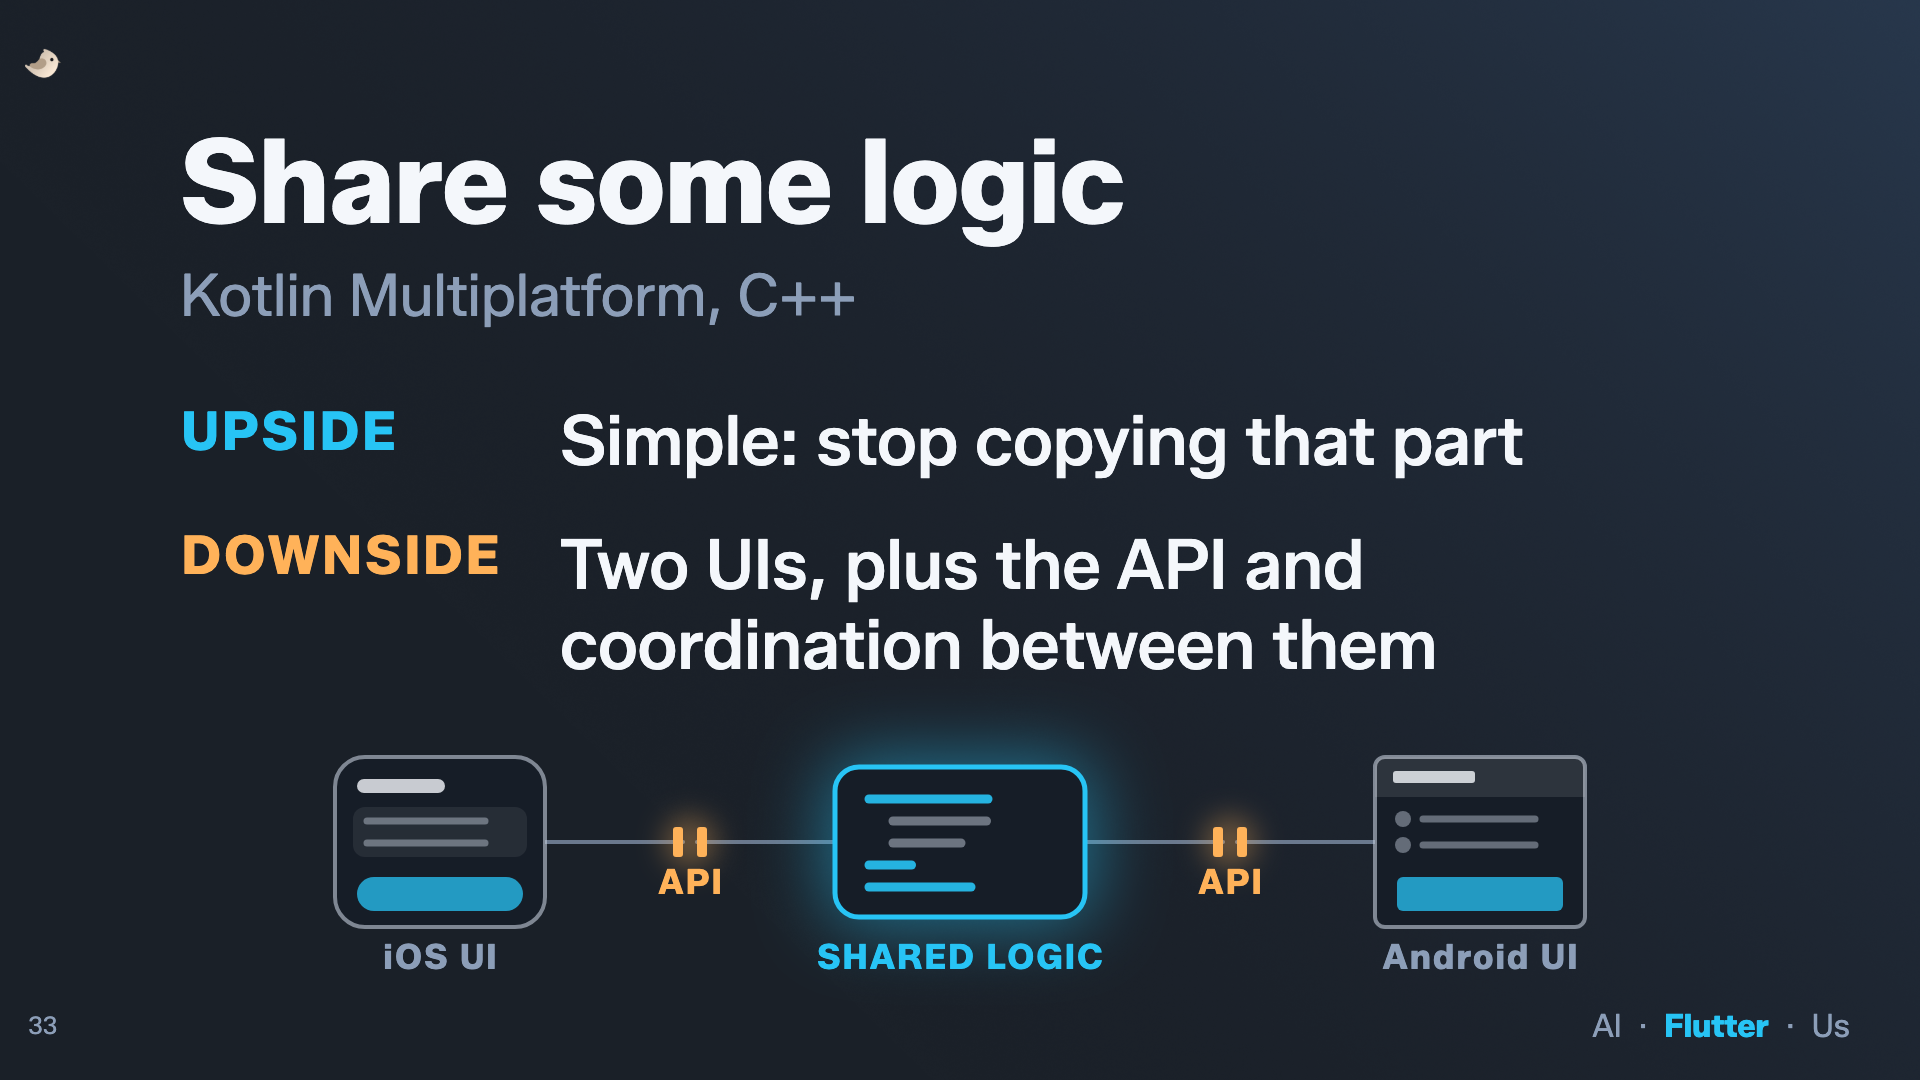 Share some logic
Kotlin Multiplatform, C++
UPSIDE
Simple: stop copying that part
DOWNSIDE
Two UIs, plus the API and
coordination between them
API
API
iOS UI
SHARED LOGIC
Android UI
33
AI · Flutter · Us